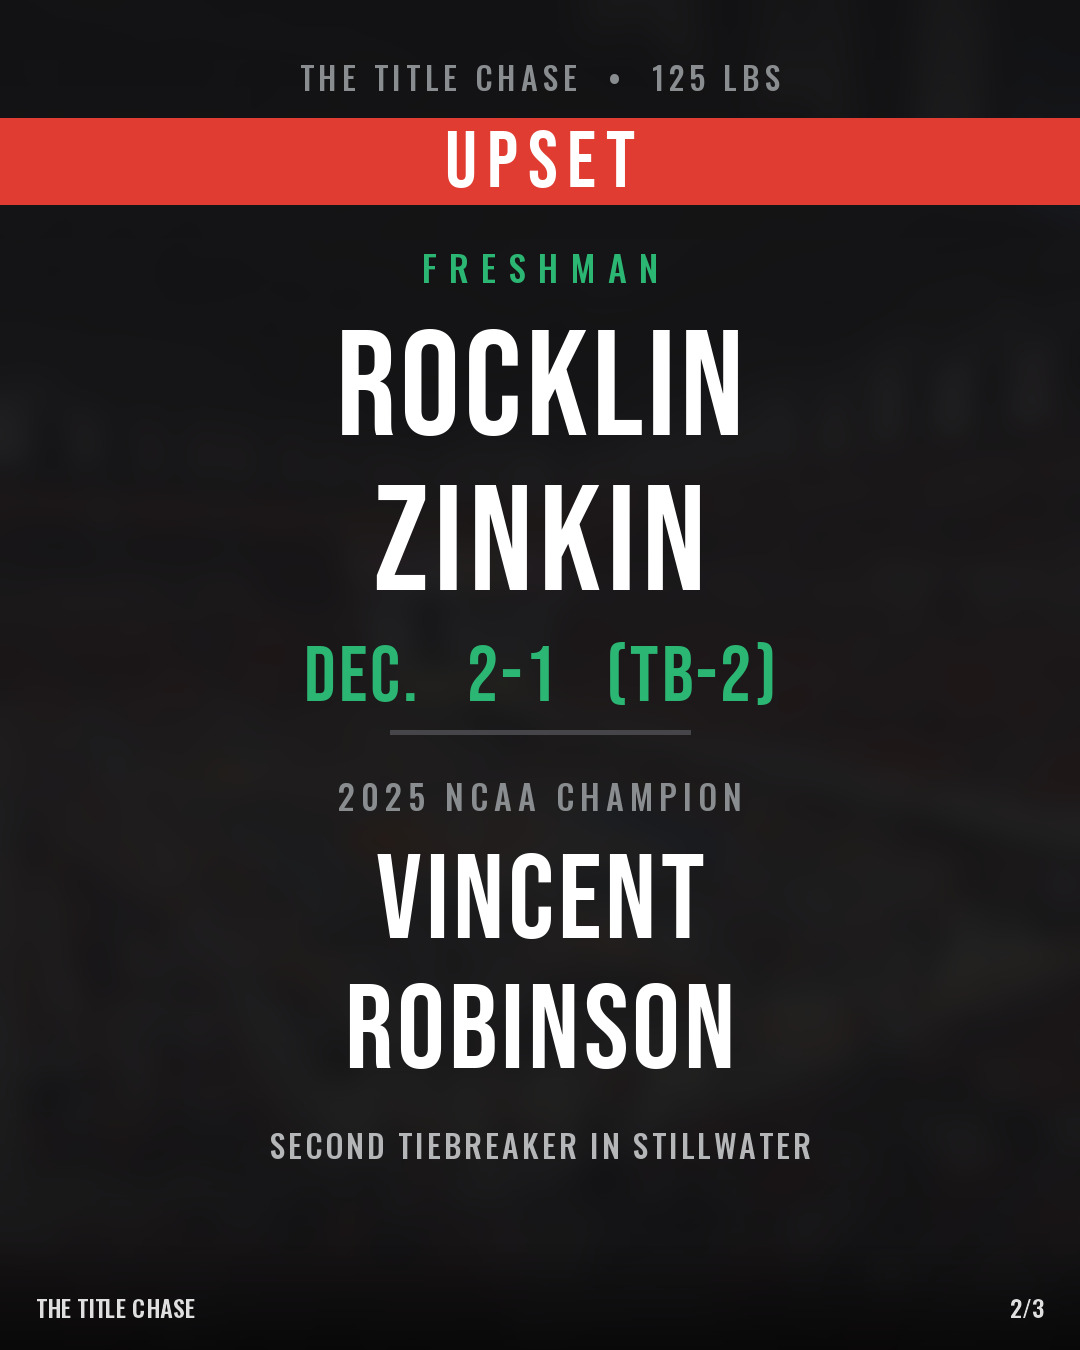 THE TITLE CHASE • 125 LBS
UPSET
FRESHMAN
ROCKLIN
ZINKIN
DEC. 2-1 (TB-2)
2025 NCAA CHAMPION
VINCENT
ROBINSON
SECOND TIEBREAKER IN STILLWATER
THE TITLE CHASE
2/3